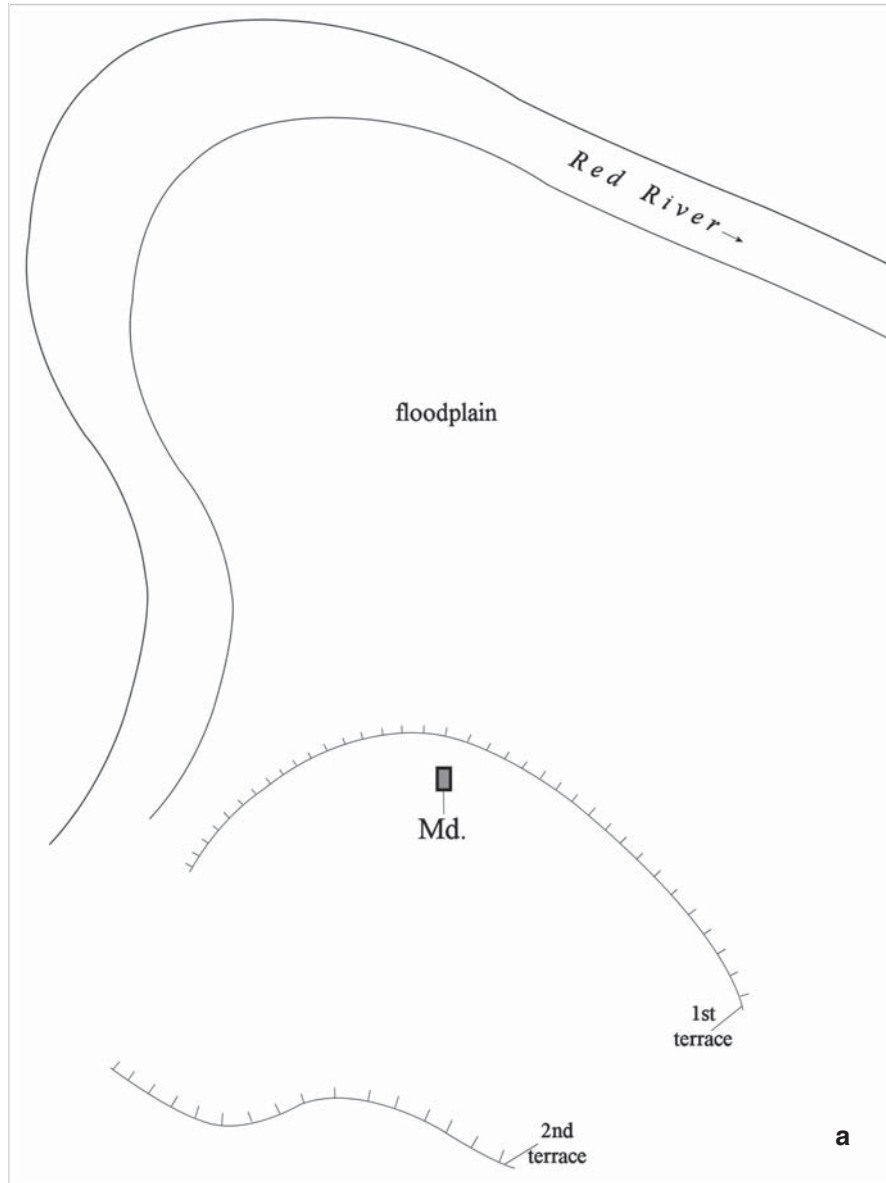 Red River→
floodplain
Md.
1st
terrace
2nd
terrace
a